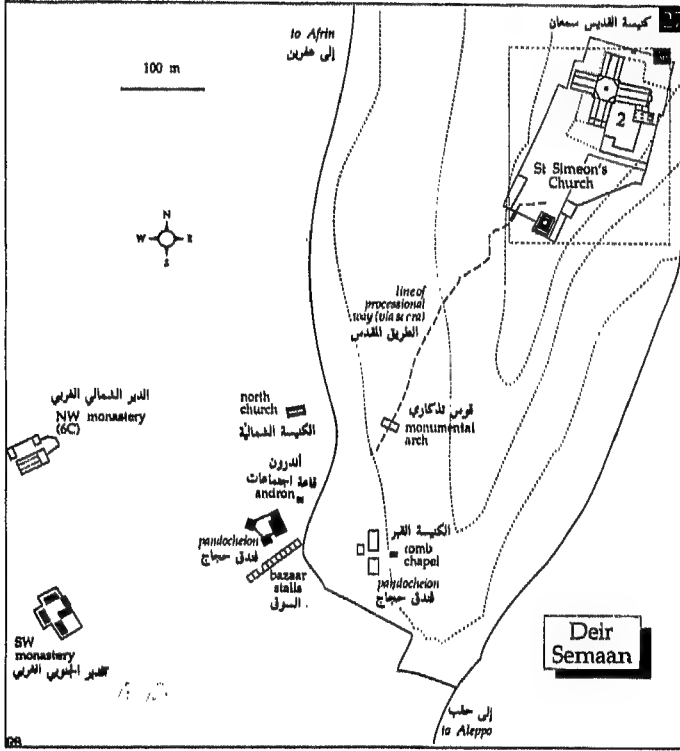 كنيسة القديس سمعان
to Afrin
إلى عفرين
100 m
2
St Simeon's
Church
N
W
E
S
line of
processional
way (via sacra)
الطريق المقدس
الدير الشمالي الغربي
NW monastery
(6C)
north
church
الكنيسة الشمالية
قوس تذكاري
monumental
arch
أندرون
قاعة اجتماعات
andron
pandocheion
فندق حجاج
bazaar
stalls
السوق
الكنيسة القبر
tomb
chapel
pandocheion
فندق حجاج
SW
monastery
الدير الجنوبي الغربي
Deir
Semaan
إلى حلب
to Aleppo